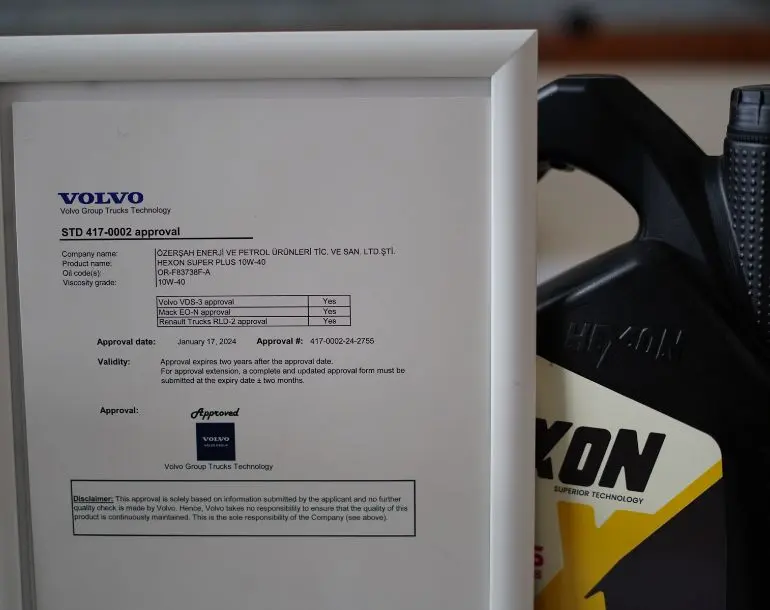 VOLVO
Volvo Group Trucks Technology
STD 417-0002 approval
Company name: ÖZERŞAH ENERJİ VE PETROL ÜRÜNLERİ TİC. VE SAN. LTD.ŞTİ.
Product name: HEXON SUPER PLUS 10W-40
Oil code(s): OR-F83738F-A
Viscosity grade: 10W-40
Volvo VDS-3 approval Yes
Mack EO-N approval Yes
Renault Trucks RLD-2 approval Yes
Approval date: January 17, 2024 Approval #: 417-0002-24-2755
Validity: Approval expires two years after the approval date.
For approval extension, a complete and updated approval form must be
submitted at the expiry date ± two months.
Approval: Approved
VOLVO
Volvo Group Trucks Technology
Disclaimer: This approval is solely based on information submitted by the applicant and no further
quality check is made by Volvo. Hence, Volvo takes no responsibility to ensure that the quality of this
product is continuously maintained. This is the sole responsibility of the Company (see above).
HEXON
XON
SUPERIOR TECHNOLOGY